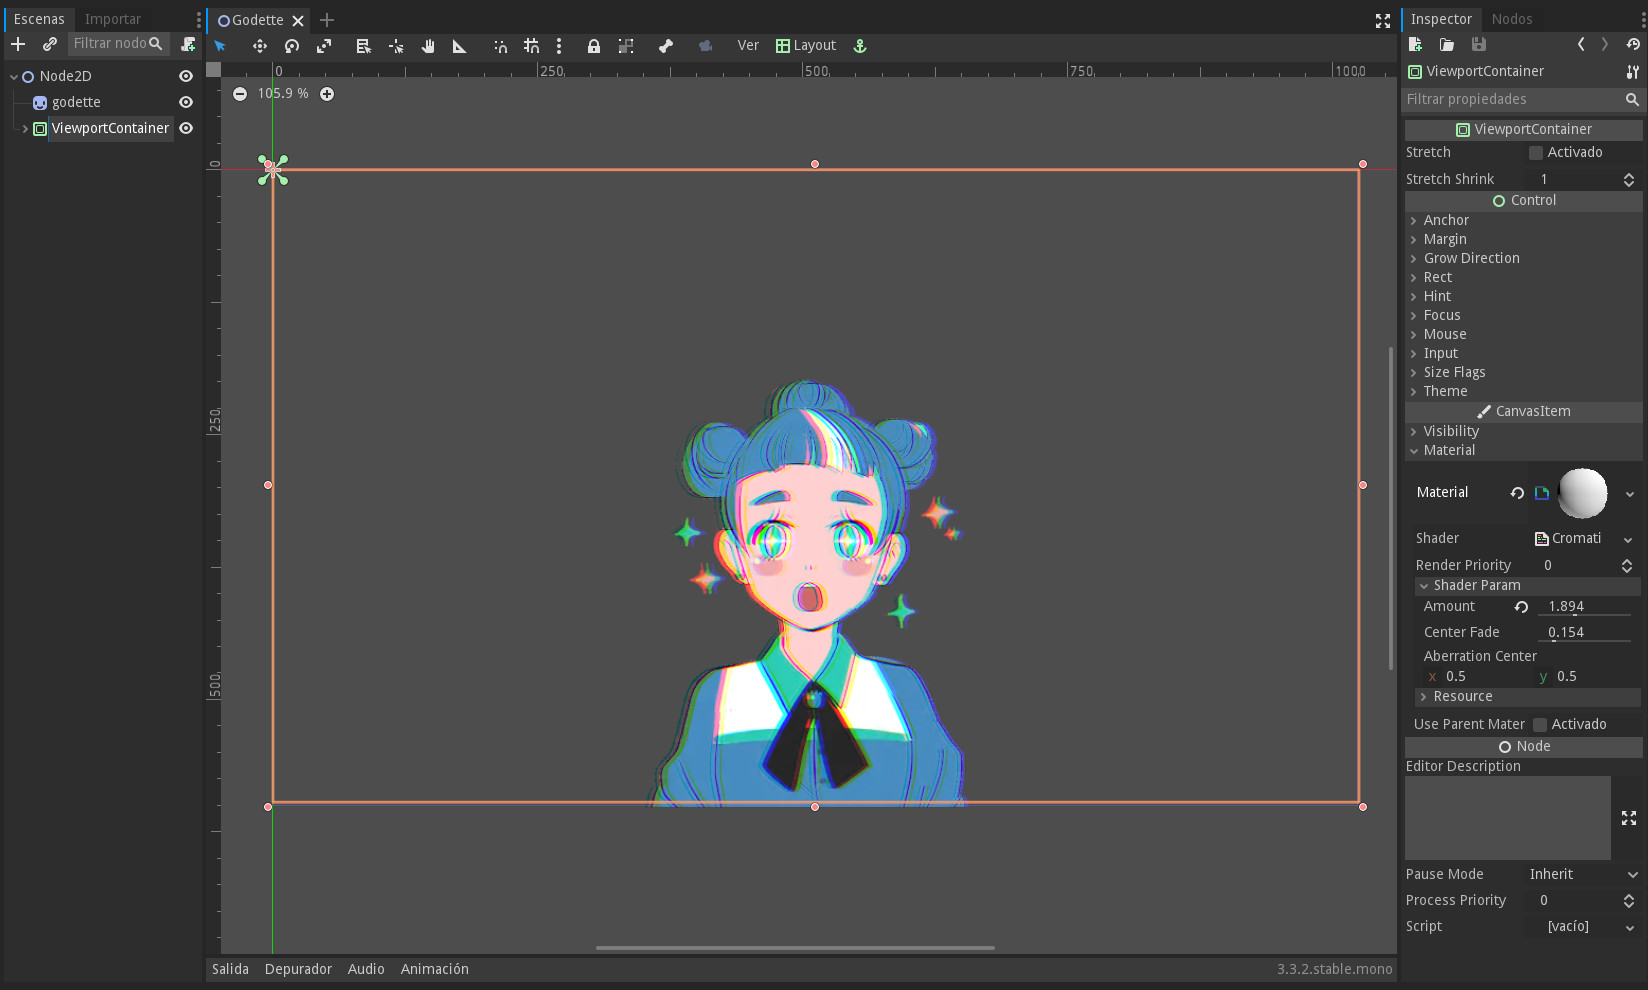 Escenas Importar
Filtrar nodo
Node2D
godette
ViewportContainer
Godette
Ver Layout
0 250 500 750 1000
105.9 %
0
250
500
Salida Depurador Audio Animación 3.3.2.stable.mono
Inspector Nodos
ViewportContainer
Filtrar propiedades
ViewportContainer
Stretch Activado
Stretch Shrink 1
Control
Anchor
Margin
Grow Direction
Rect
Hint
Focus
Mouse
Input
Size Flags
Theme
CanvasItem
Visibility
Material
Material
Shader Cromati
Render Priority 0
Shader Param
Amount 1.894
Center Fade 0.154
Aberration Center
x 0.5 y 0.5
Resource
Use Parent Mater Activado
Node
Editor Description
Pause Mode Inherit
Process Priority 0
Script [vacío]